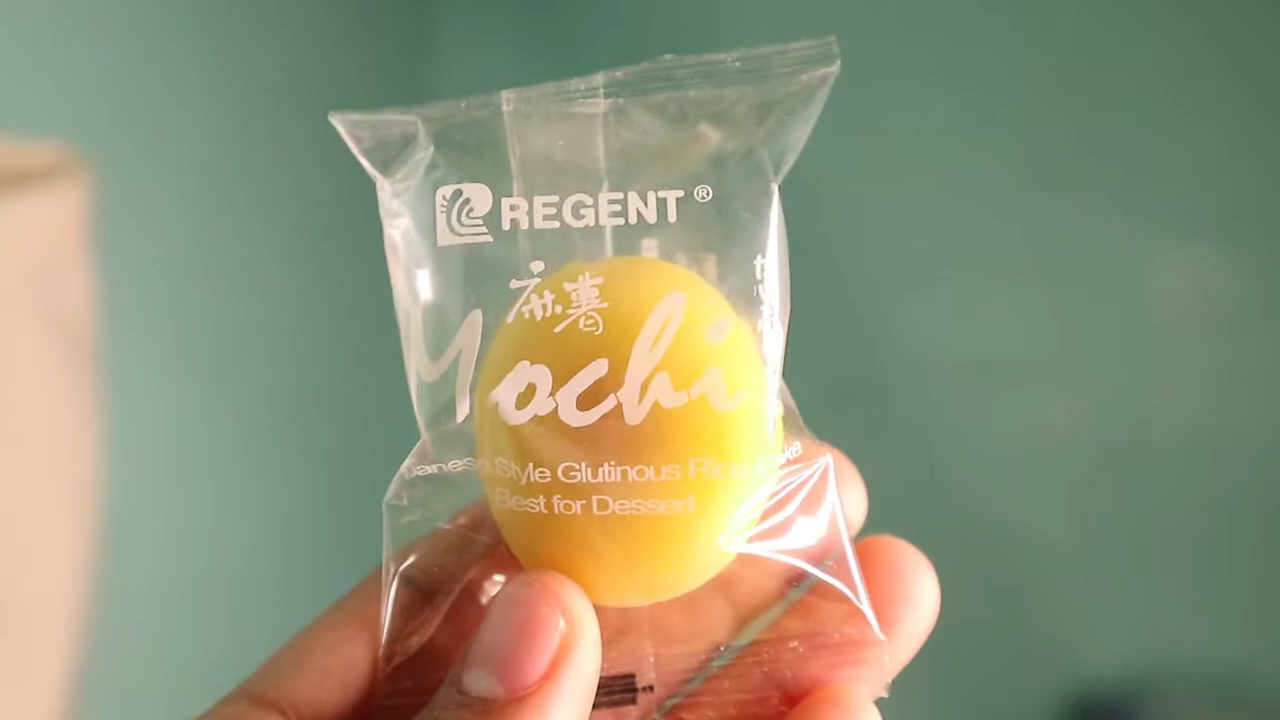 REGENT®
麻薯
Mochi
Style Glutinous Rice
Best for Dessert